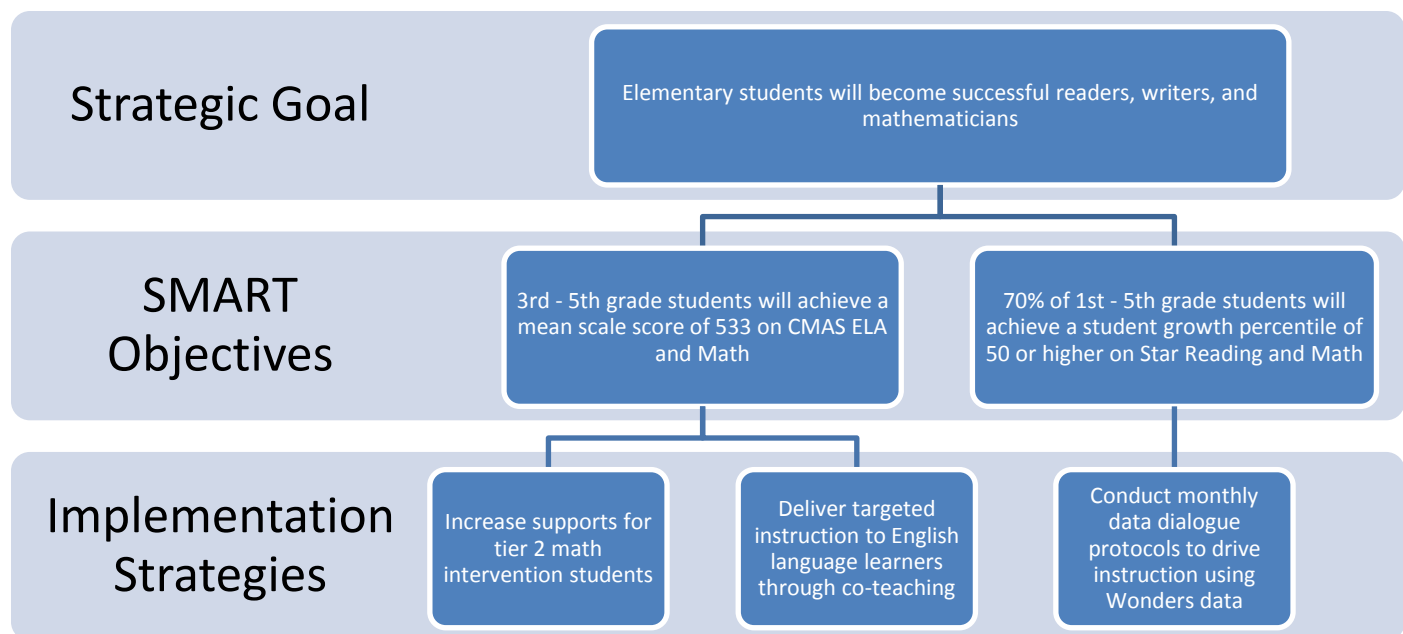 Strategic Goal
Elementary students will become successful readers, writers, and
mathematicians
SMART
Objectives
3rd - 5th grade students will achieve a
mean scale score of 533 on CMAS ELA
and Math
70% of 1st - 5th grade students will
achieve a student growth percentile of
50 or higher on Star Reading and Math
Implementation
Strategies
Increase supports for
tier 2 math
intervention students
Deliver targeted
instruction to English
language learners
through co-teaching
Conduct monthly
data dialogue
protocols to drive
instruction using
Wonders data